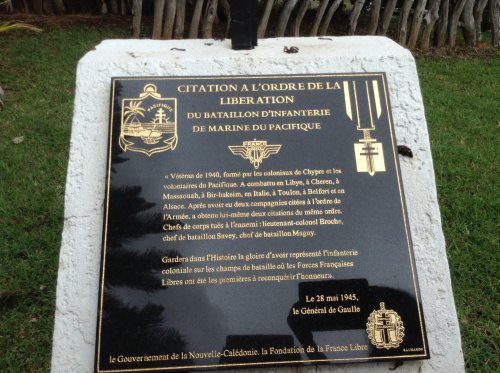 PACIFIQUE
CITATION A L'ORDRE DE LA
LIBERATION
DU BATAILLON D'INFANTERIE
DE MARINE DU PACIFIQUE
FRANCE
LIBRE
« Vétéran de 1940, formé par les coloniaux de Chypre et les
volontaires du Pacifique. A combattu en Libye, à Cheren, à
Massaouah, à Bir-hakeim, en Italie, à Toulon, à Belfort et en
Alsace. Après avoir eu deux compagnies citées à l'ordre de
l'Armée, a obtenu lui-même deux citations du même ordre.
Chefs de corps tués à l'ennemi : lieutenant-colonel Broche,
chef de bataillon Savey, chef de bataillon Magny.
Gardera dans l'Histoire la gloire d'avoir représenté l'infanterie
coloniale sur les champs de bataille où les Forces Françaises
Libres ont été les premières à reconquérir l'honneur».
Le 28 mai 1945,
le Général de Gaulle
le Gouvernement de la Nouvelle-Calédonie, la Fondation de la France Libre